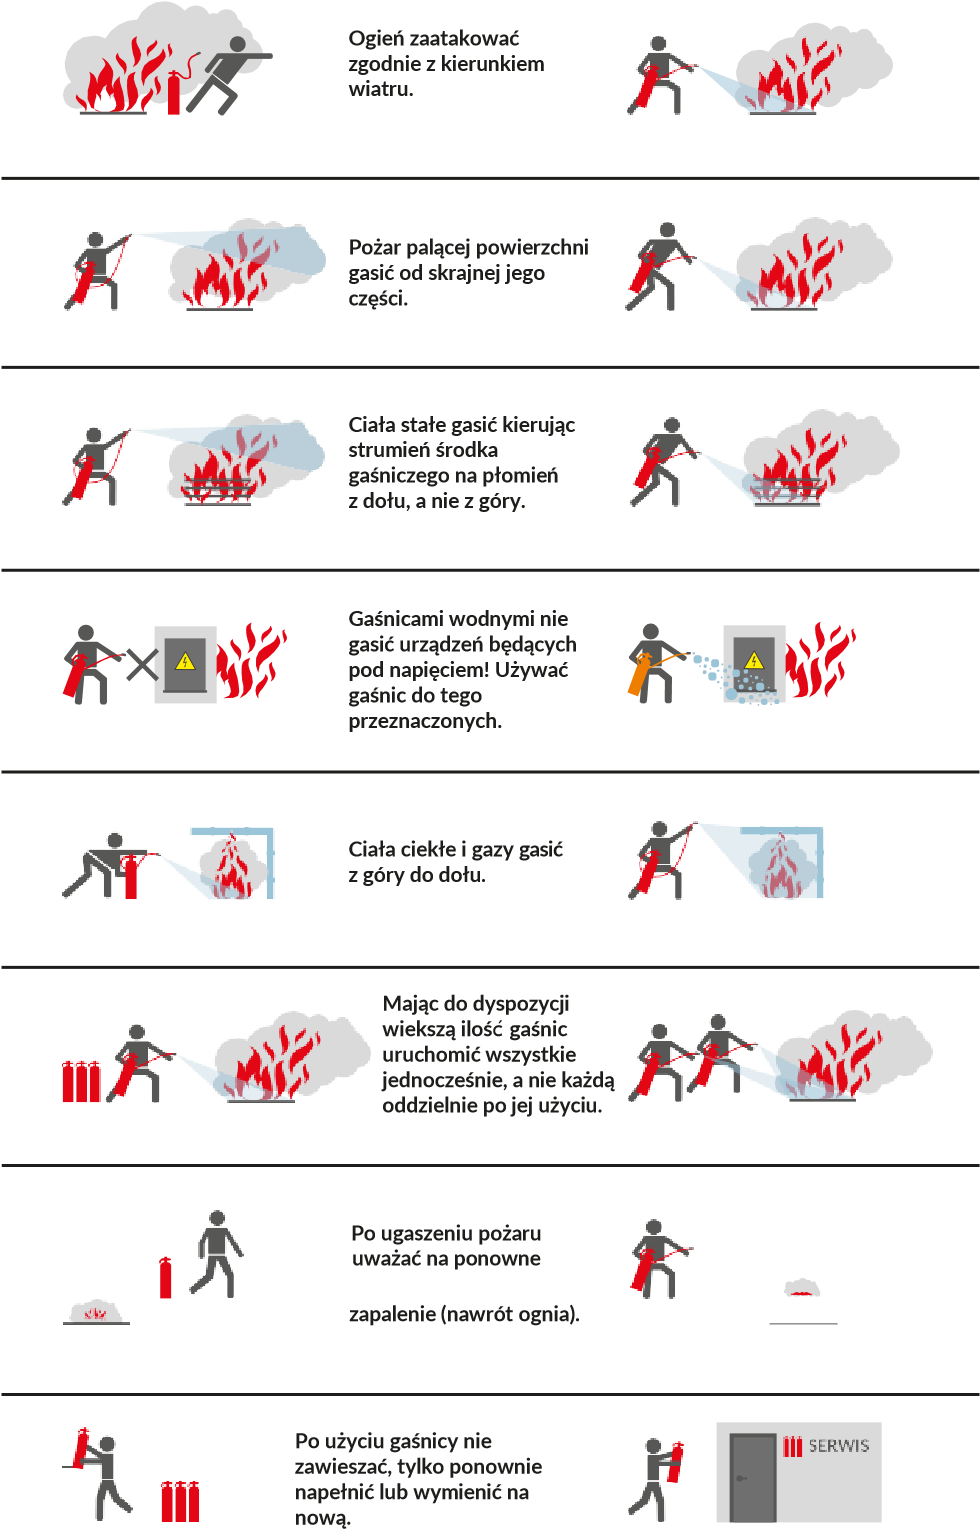 Ogień zaatakować
zgodnie z kierunkiem
wiatru.
Pożar palącej powierzchni
gasić od skrajnej jego
części.
Ciała stałe gasić kierując
strumień środka
gaśniczego na płomień
z dołu, a nie z góry.
Gaśnicami wodnymi nie
gasić urządzeń będących
pod napięciem! Używać
gaśnic do tego
przeznaczonych.
Ciała ciekłe i gazy gasić
z góry do dołu.
Mając do dyspozycji
wiekszą ilość gaśnic
uruchomić wszystkie
jednocześnie, a nie każdą
oddzielnie po jej użyciu.
Po ugaszeniu pożaru
uważać na ponowne
zapalenie (nawrót ognia).
Po użyciu gaśnicy nie
zawieszać, tylko ponownie
napełnić lub wymienić na
nową.
SERWIS